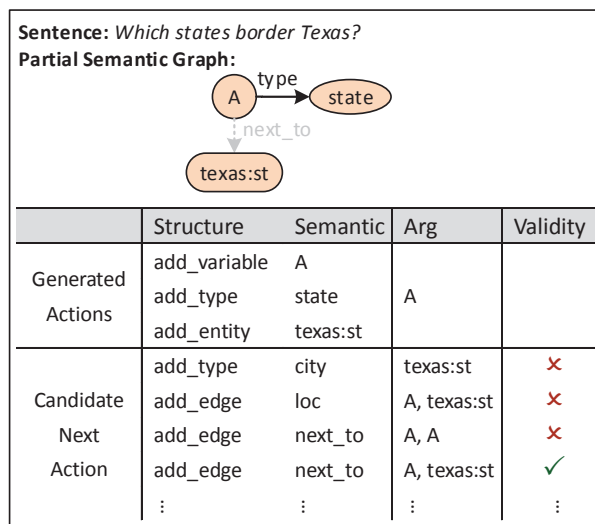 Sentence: Which states border Texas?
Partial Semantic Graph:
type
A
state
next_to
texas:st
Structure Semantic Arg Validity
Generated Actions
add_variable A
add_type state A
add_entity texas:st
Candidate Next Action
add_type city texas:st ✗
add_edge loc A, texas:st ✗
add_edge next_to A, A ✗
add_edge next_to A, texas:st ✓
⋮ ⋮ ⋮ ⋮